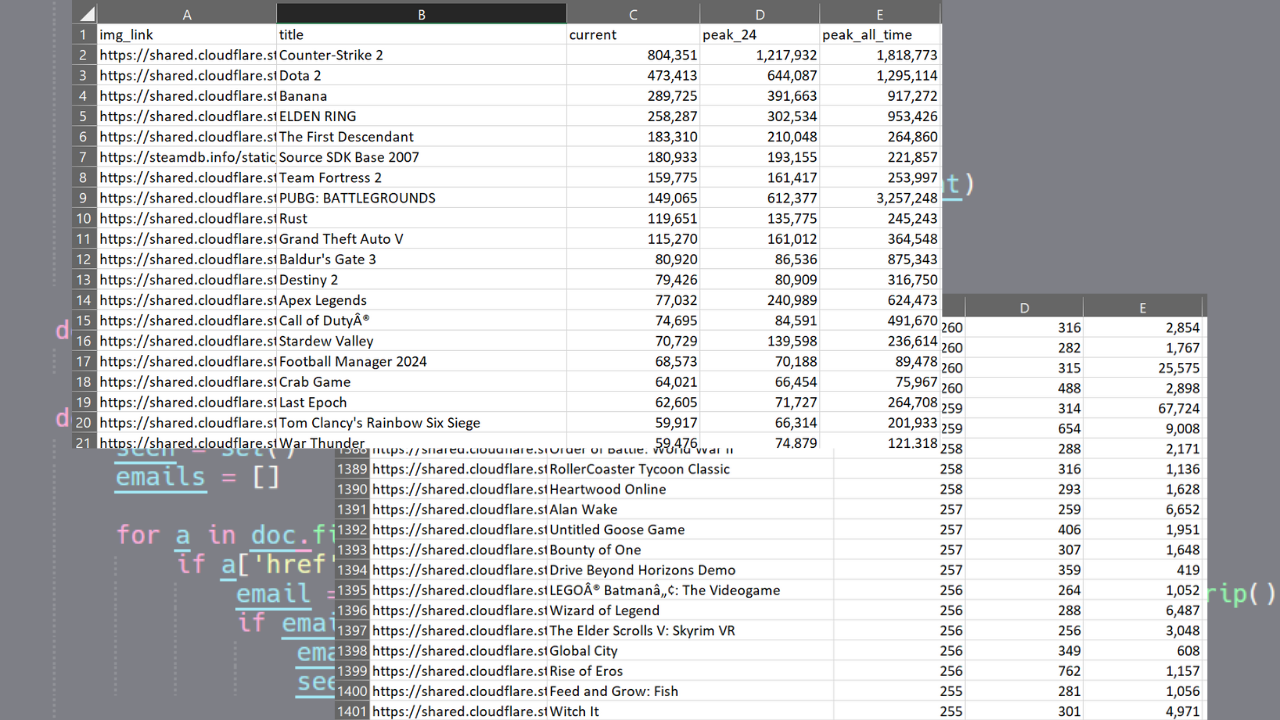 A B C D E
1 img_link title current peak_24 peak_all_time
2 https://shared.cloudflare.st Counter-Strike 2 804,351 1,217,932 1,818,773
3 https://shared.cloudflare.st Dota 2 473,413 644,087 1,295,114
4 https://shared.cloudflare.st Banana 289,725 391,663 917,272
5 https://shared.cloudflare.st ELDEN RING 258,287 302,534 953,426
6 https://shared.cloudflare.st The First Descendant 183,310 210,048 264,860
7 https://steamdb.info/static Source SDK Base 2007 180,933 193,155 221,857
8 https://shared.cloudflare.st Team Fortress 2 159,775 161,417 253,997
9 https://shared.cloudflare.st PUBG: BATTLEGROUNDS 149,065 612,377 3,257,248
10 https://shared.cloudflare.st Rust 119,651 135,775 245,243
11 https://shared.cloudflare.st Grand Theft Auto V 115,270 161,012 364,548
12 https://shared.cloudflare.st Baldur's Gate 3 80,920 86,536 875,343
13 https://shared.cloudflare.st Destiny 2 79,426 80,909 316,750
14 https://shared.cloudflare.st Apex Legends 77,032 240,989 624,473
15 https://shared.cloudflare.st Call of DutyÂ® 74,695 84,591 491,670
16 https://shared.cloudflare.st Stardew Valley 70,729 139,598 236,614
17 https://shared.cloudflare.st Football Manager 2024 68,573 70,188 89,478
18 https://shared.cloudflare.st Crab Game 64,021 66,454 75,967
19 https://shared.cloudflare.st Last Epoch 62,605 71,727 264,708
20 https://shared.cloudflare.st Tom Clancy's Rainbow Six Siege 59,917 66,314 201,933
21 https://shared.cloudflare.st War Thunder 59,476 74,879 121,318
t)
D E
260 316 2,854
260 282 1,767
260 315 25,575
260 488 2,898
259 314 67,724
259 654 9,008
1388 https://shared.cloudflare.st Order of Battle: World War II 258 288 2,171
1389 https://shared.cloudflare.st RollerCoaster Tycoon Classic 258 316 1,136
1390 https://shared.cloudflare.st Heartwood Online 258 293 1,628
1391 https://shared.cloudflare.st Alan Wake 257 259 6,652
1392 https://shared.cloudflare.st Untitled Goose Game 257 406 1,951
1393 https://shared.cloudflare.st Bounty of One 257 307 1,648
1394 https://shared.cloudflare.st Drive Beyond Horizons Demo 257 359 419
1395 https://shared.cloudflare.st LEGOÂ® Batmanâ„¢: The Videogame 256 264 1,052
1396 https://shared.cloudflare.st Wizard of Legend 256 288 6,487
1397 https://shared.cloudflare.st The Elder Scrolls V: Skyrim VR 256 256 3,048
1398 https://shared.cloudflare.st Global City 256 349 608
1399 https://shared.cloudflare.st Rise of Eros 256 762 1,157
1400 https://shared.cloudflare.st Feed and Grow: Fish 255 281 1,056
1401 https://shared.cloudflare.st Witch It 255 301 4,971
d
d
seen = set()
emails = []
for a in doc.fi
if a['href'
email = rip()
if emai
ema
see